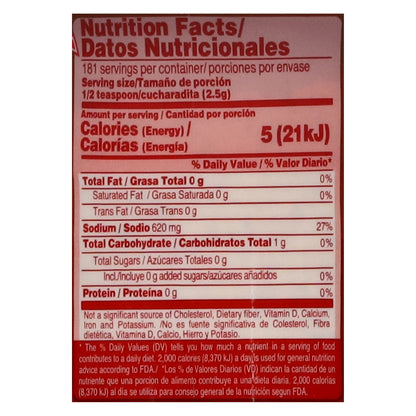 Nutrition Facts/
Datos Nutricionales
181 servings per container/porciones por envase
Serving size/Tamaño de porción
1/2 teaspoon/cucharadita (2.5g)
Amount per serving / Cantidad por porción
Calories (Energy) /
Calorías (Energía) 5 (21kJ)
% Daily Value / % Valor Diario*
Total Fat / Grasa Total 0 g 0%
Saturated Fat / Grasa Saturada 0 g 0%
Trans Fat / Grasa Trans 0 g
Sodium / Sodio 620 mg 27%
Total Carbohydrate / Carbohidratos Total 1 g 0%
Total Sugars / Azúcares Totales 0 g
Incl./Incluye 0 g added sugars/azúcares añadidos 0%
Protein / Proteína 0 g 0%
Not a significant source of Cholesterol, Dietary fiber, Vitamin D, Calcium,
Iron and Potassium. /No es fuente significativa de Colesterol, Fibra
dietética, Vitamina D, Calcio, Hierro y Potasio.
* The % Daily Values (DV) tells you how much a nutrient in a serving of food
contributes to a daily diet. 2,000 calories (8,370 kJ) a day is used for general nutrition
advice according to FDA./ *Los % de Valores Diarios (VD) indican la cantidad de un
nutriente que una porcion de alimento contribuye a una dieta diaria. 2,000 calorías
(8,370 kJ) al día se utiliza para consejo general de la nutrición según FDA.